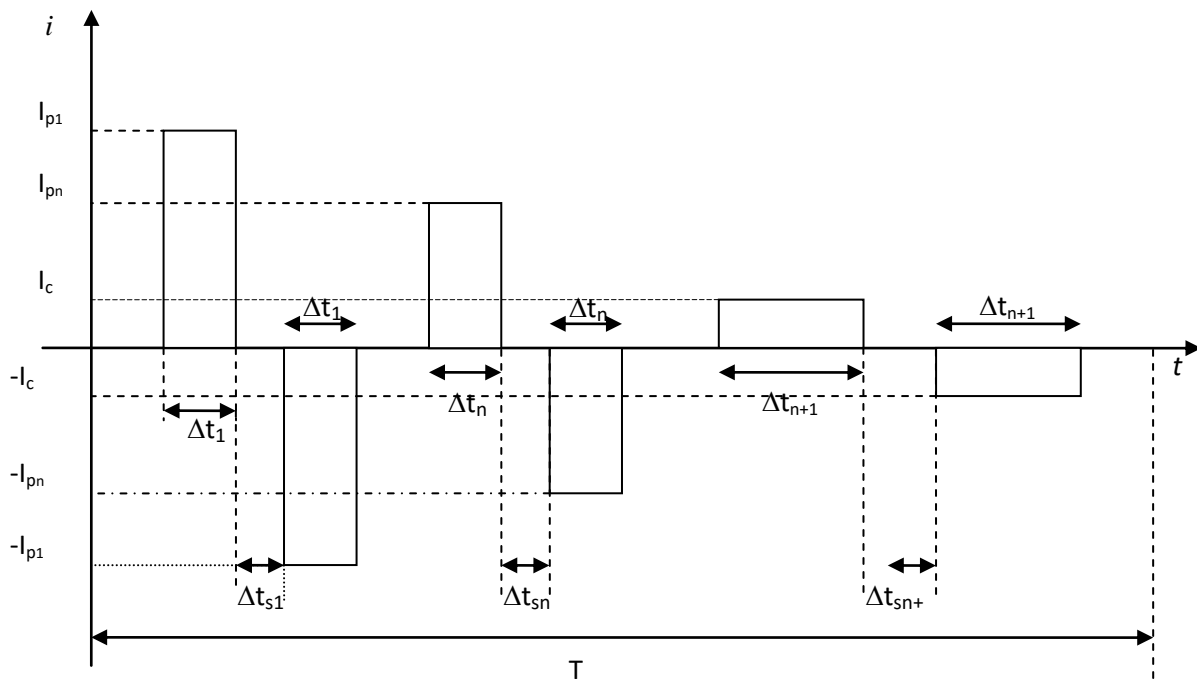 i
I_p1
I_pn
I_c
Δt_1
Δt_n
Δt_n+1
t
-I_c
Δt_1
Δt_n
Δt_n+1
-I_pn
-I_p1
Δt_s1
Δt_sn
Δt_sn+
T